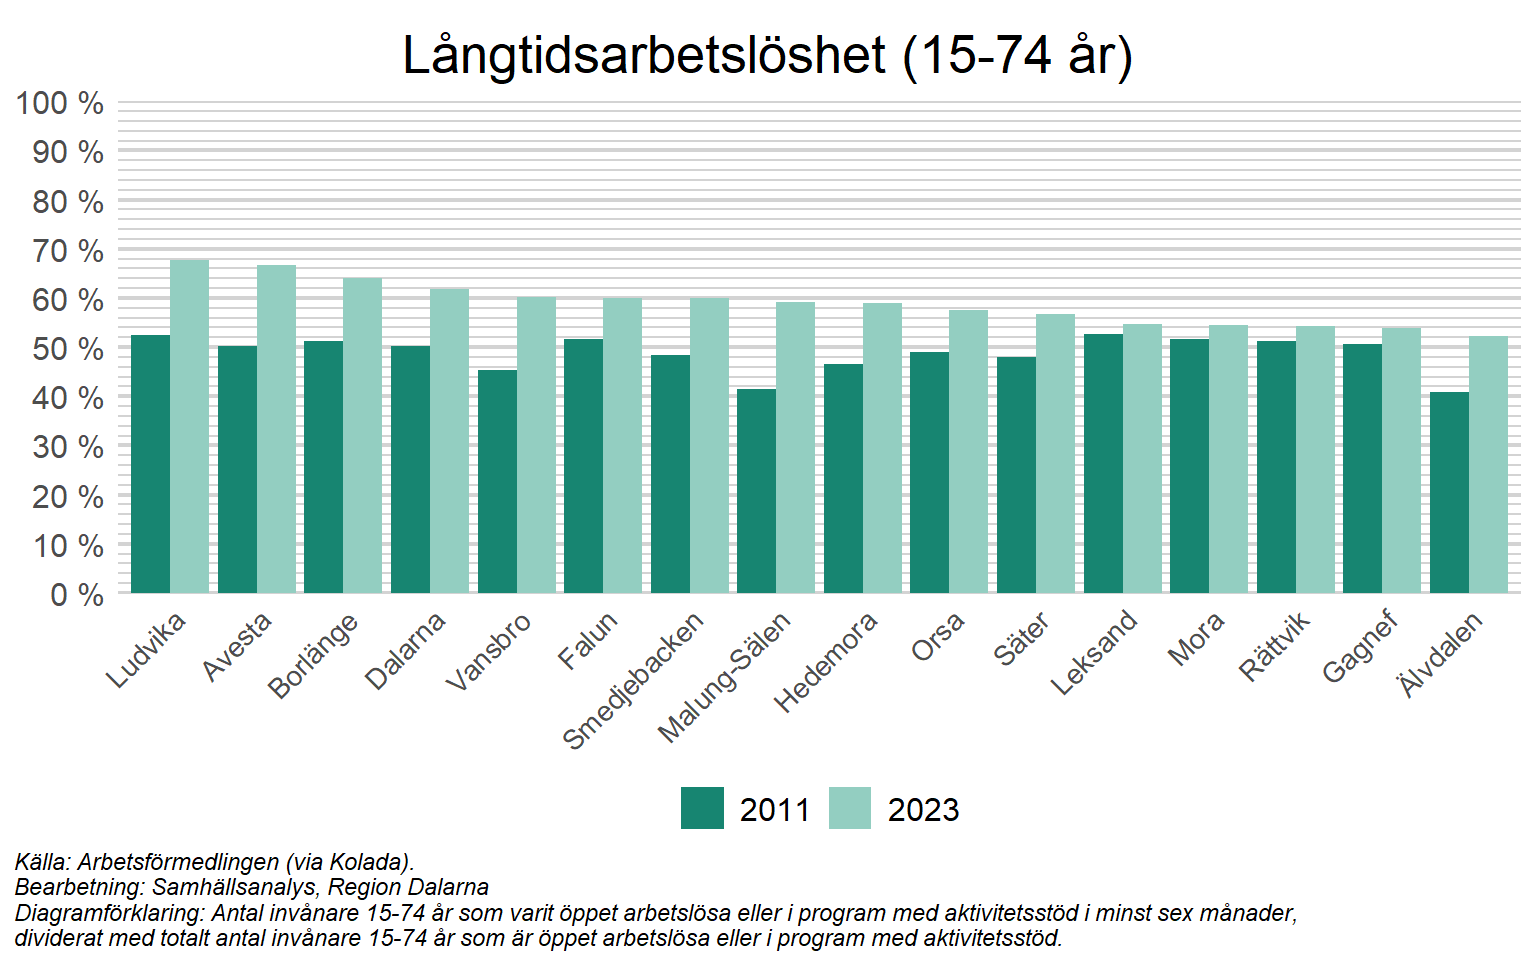 Långtidsarbetslöshet (15-74 år)
100 %
90 %
80 %
70 %
60 %
50 %
40 %
30 %
20 %
10 %
0 %
Ludvika
Avesta
Borlänge
Dalarna
Vansbro
Falun
Smedjebacken
Malung-Sälen
Hedemora
Orsa
Säter
Leksand
Mora
Rättvik
Gagnef
Älvdalen
2011
2023
Källa: Arbetsförmedlingen (via Kolada).
Bearbetning: Samhällsanalys, Region Dalarna
Diagramförklaring: Antal invånare 15-74 år som varit öppet arbetslösa eller i program med aktivitetsstöd i minst sex månader,
dividerat med totalt antal invånare 15-74 år som är öppet arbetslösa eller i program med aktivitetsstöd.